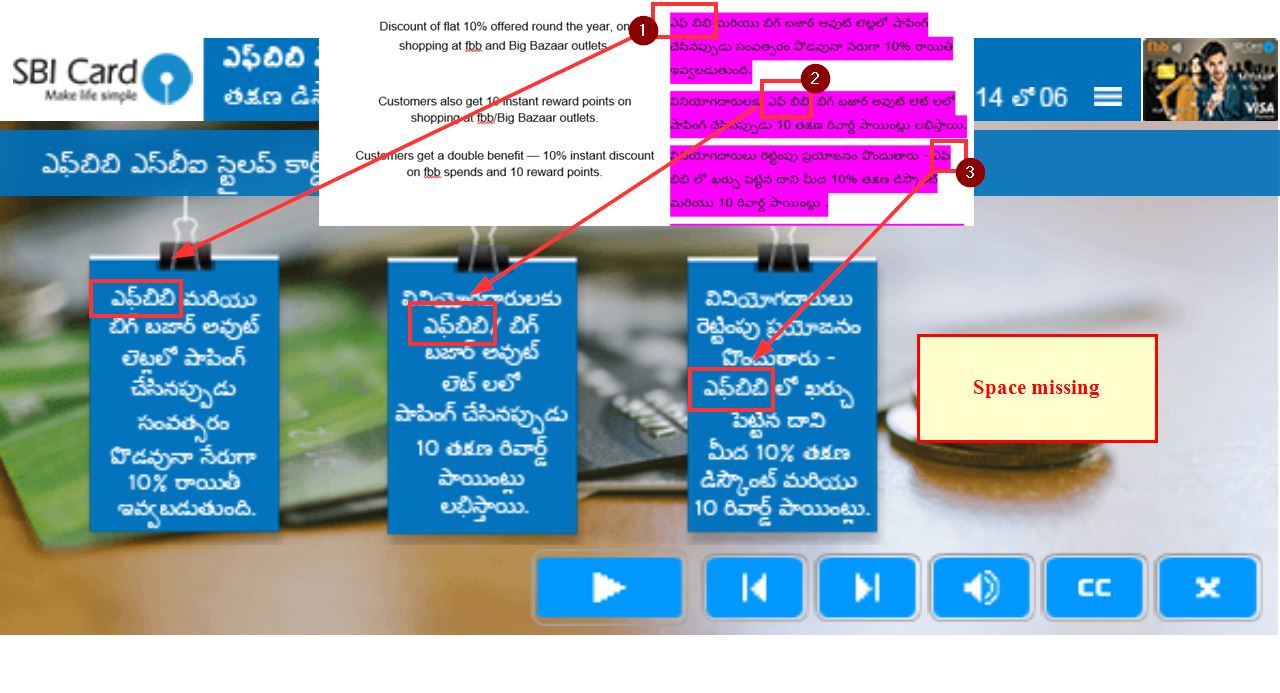 Discount of flat 10% offered round the year, on
shopping at fbb and Big Bazaar outlets
1
ఎఫ్ బిబి మరియు బిగ్ బజార్ అవుట్ లెట్లలో షాపింగ్
చేసినప్పుడు సంవత్సరం పొడవునా నేరుగా 10% రాయితీ
ఇవ్వబడుతుంది.
Customers also get 10 instant reward points on
shopping at fbb/Big Bazaar outlets.
2
వినియోగదారులకు ఎఫ్ బిబి బిగ్ బజార్ అవుట్ లెట్ లలో
షాపింగ్ చేసినప్పుడు 10 తక్షణ రివార్డ్ పాయింట్లు లభిస్తాయి.
Customers get a double benefit — 10% instant discount
on fbb spends and 10 reward points.
వినియోగదారులు రెట్టింపు ప్రయోజనం పొందుతారు - ఎఫ్
బిబి లో ఖర్చు పెట్టిన దాని మీద 10% తక్షణ డిస్కౌంట్
మరియు 10 రివార్డ్ పాయింట్లు .
3
SBI Card
Make life simple
ఎఫ్‌బిబి
తక్షణ
14 లో 06
fbb
SBI Card
VISA
ఎఫ్‌బిబి ఎస్‌బీఐ స్టైలప్ కార్డ్
ఎఫ్‌బిబి మరియు
బిగ్ బజార్ అవుట్
లెట్లలో షాపింగ్
చేసినప్పుడు
సంవత్సరం
పొడవునా నేరుగా
10% రాయితీ
ఇవ్వబడుతుంది.
వినియోగదారులకు
ఎఫ్‌బిబి/ బిగ్
బజార్ అవుట్
లెట్ లలో
షాపింగ్ చేసినప్పుడు
10 తక్షణ రివార్డ్
పాయింట్లు
లభిస్తాయి.
వినియోగదారులు
రెట్టింపు ప్రయోజనం
పొందుతారు -
ఎఫ్‌బిబి లో ఖర్చు
పెట్టిన దాని
మీద 10% తక్షణ
డిస్కౌంట్ మరియు
10 రివార్డ్ పాయింట్లు.
Space missing
CC